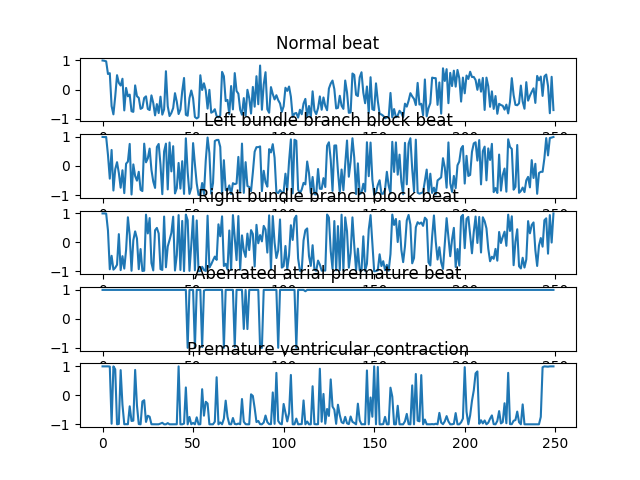 Normal beat
1
0
−1
Left bundle branch block beat
1
0
−1
Right bundle branch block beat
1
0
−1
Aberrated atrial premature beat
1
0
−1
Premature ventricular contraction
1
0
−1
0 50 100 150 200 250